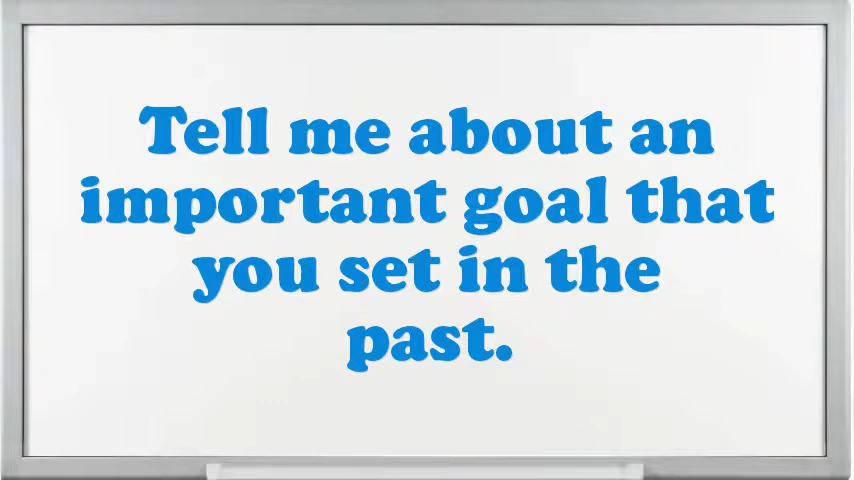 Tell me about an
important goal that
you set in the
past.